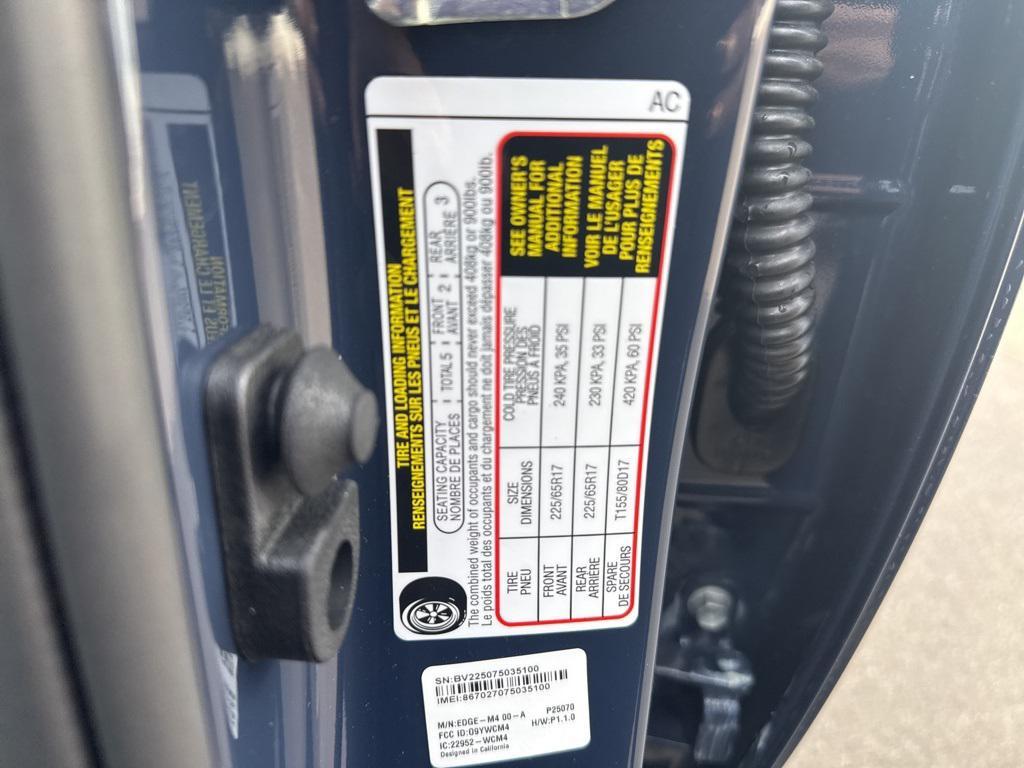 AC
TIRE AND LOADING INFORMATION
RENSEIGNEMENTS SUR LES PNEUS ET LE CHARGEMENT
SEATING CAPACITY
NOMBRE DE PLACES
TOTAL 5
FRONT
AVANT 2
REAR
ARRIÈRE 3
The combined weight of occupants and cargo should never exceed 408kg or 900lbs.
Le poids total des occupants et du chargement ne doit jamais dépasser 408kg ou 900lb.
TIRE
PNEU
SIZE
DIMENSIONS
COLD TIRE PRESSURE
PRESSION DES
PNEUS A FROID
FRONT
AVANT
225/65R17
240 KPA, 35 PSI
REAR
ARRIÈRE
225/65R17
230 KPA, 33 PSI
SPARE
DE SECOURS
T155/80D17
420 KPA, 60 PSI
SEE OWNER'S
MANUAL FOR
ADDITIONAL
INFORMATION
VOIR LE MANUEL
DE L'USAGER
POUR PLUS DE
RENSEIGNEMENTS
SN:BV225075035100
IMEI:867027075035100
M/N:EDGE-M4 00-A P25070
FCC ID:O9YWCM4 H/W:P1.1.0
IC:22952-WCM4
Designed in California